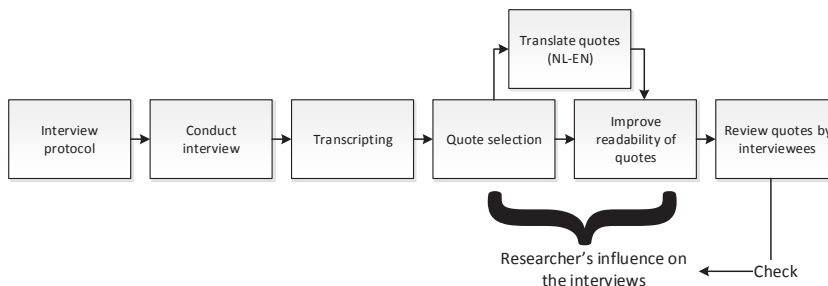 Translate quotes
(NL-EN)
Interview
protocol
Conduct
interview
Transcripting
Quote selection
Improve
readability of
quotes
Review quotes by
interviewees
Researcher’s influence on
the interviews
Check